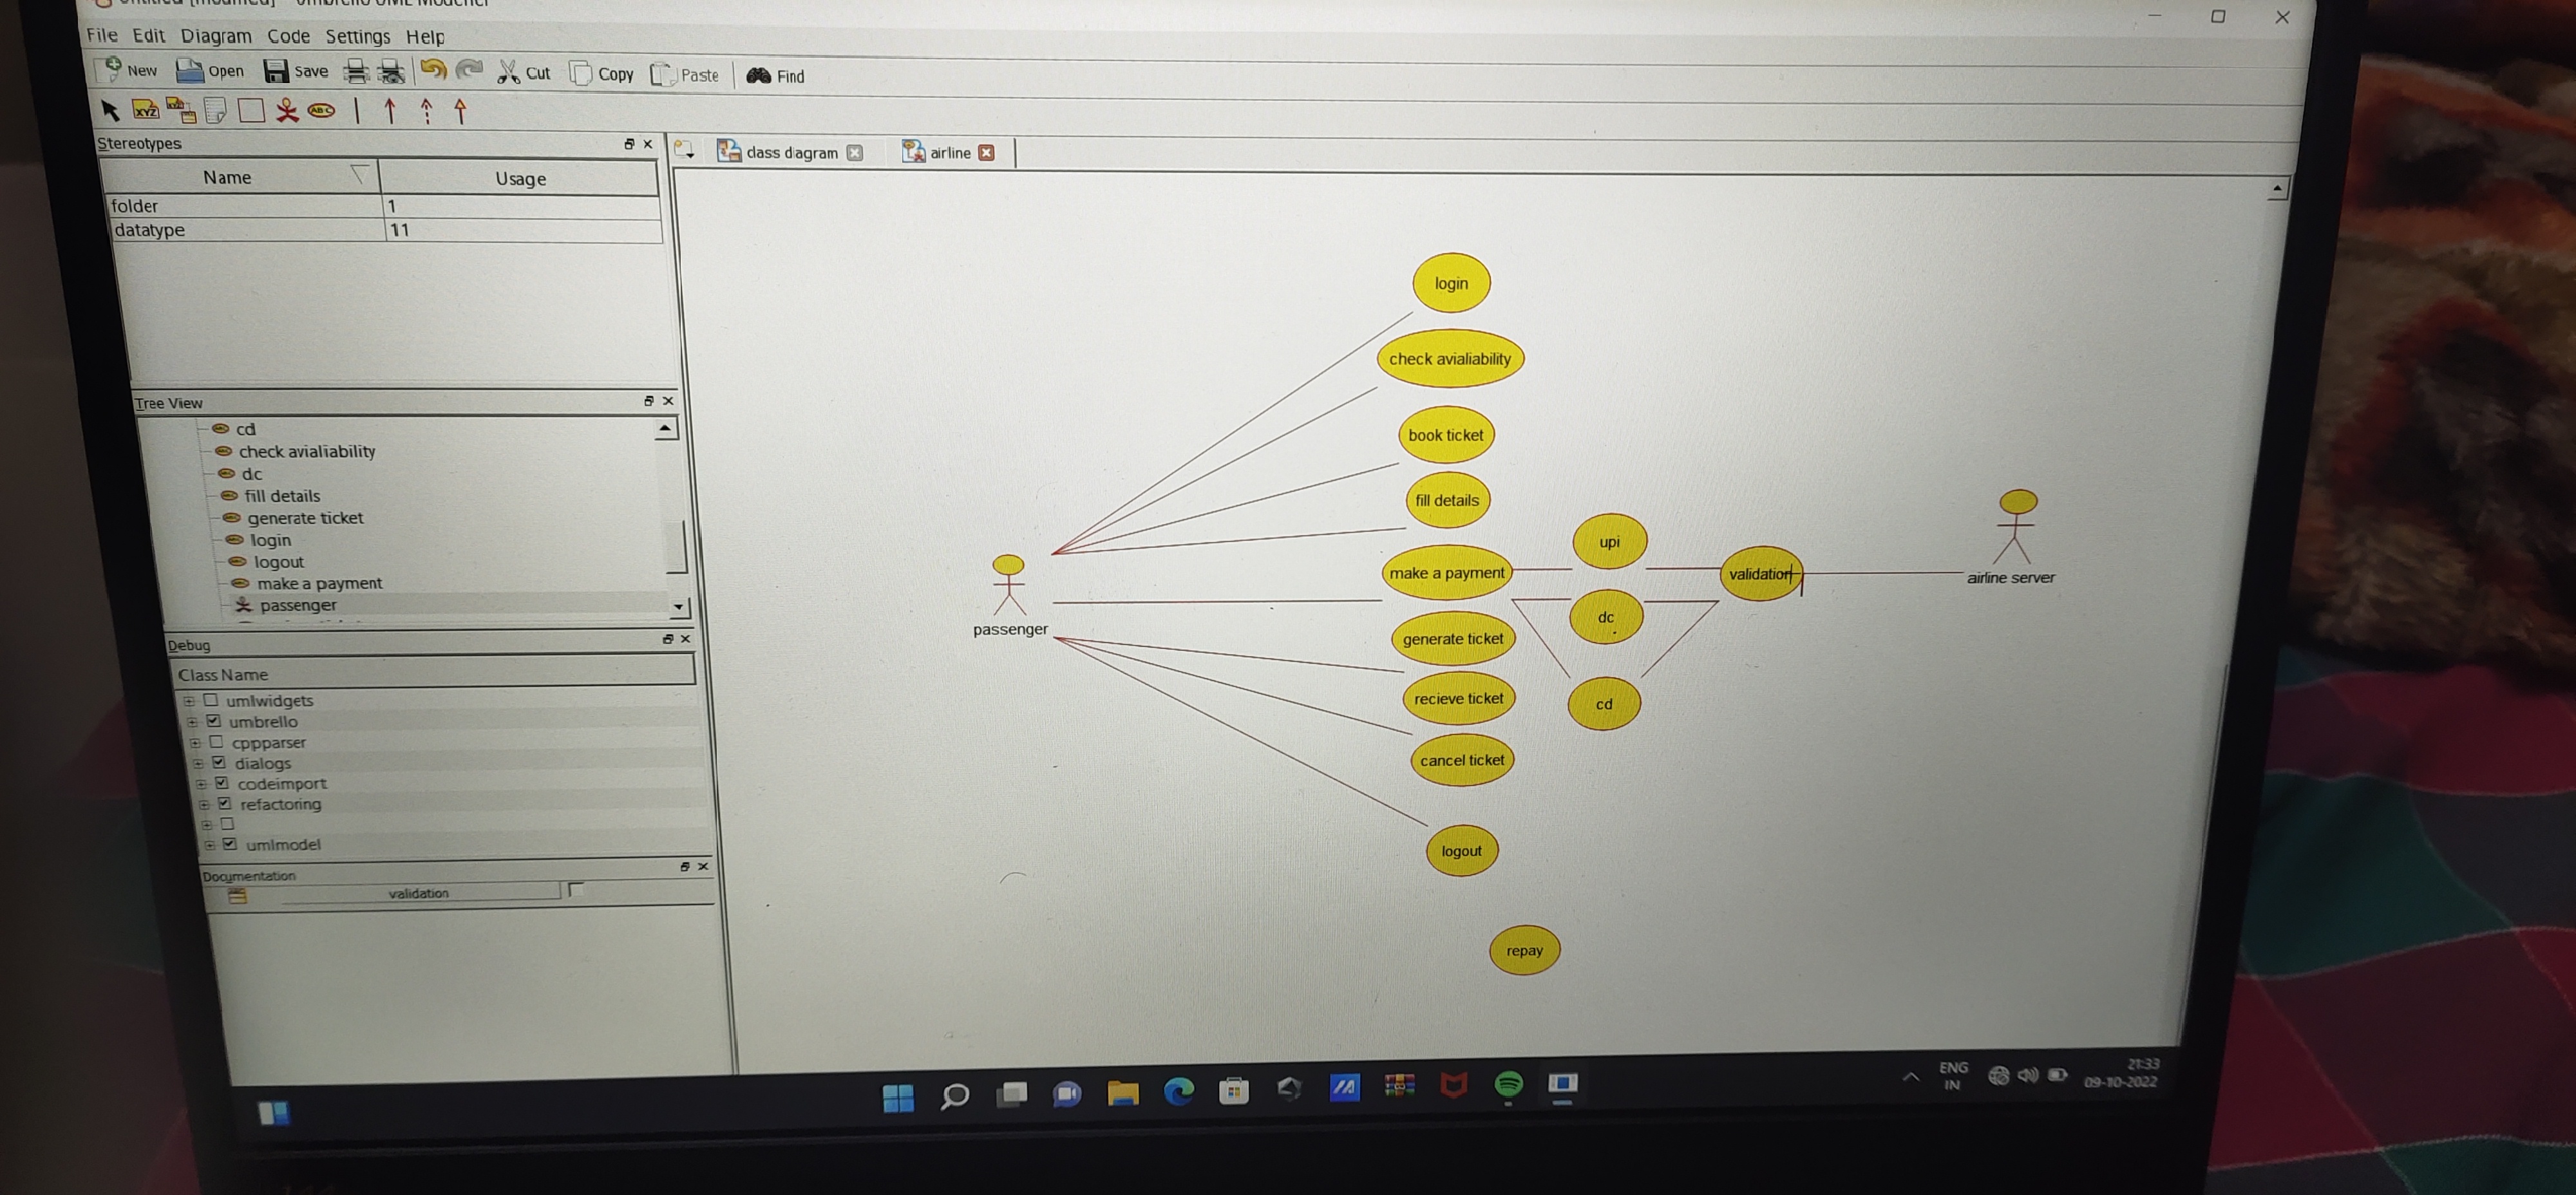 File Edit Diagram Code Settings Help
New Open Save Cut Copy Paste Find
XYZ ABC
Stereotypes
Name Usage
folder 1
datatype 11
Tree View
cd
check avialiability
dc
fill details
generate ticket
login
logout
make a payment
passenger
Debug
Class Name
umlwidgets
umbrello
cppparser
dialogs
codeimport
refactoring
umlmodel
Documentation
validation
class diagram airline
login
check avialiability
book ticket
fill details
upi
make a payment
validation
airline server
dc
passenger
generate ticket
recieve ticket
cd
cancel ticket
logout
repay
ENG
IN
21:33
09-10-2022